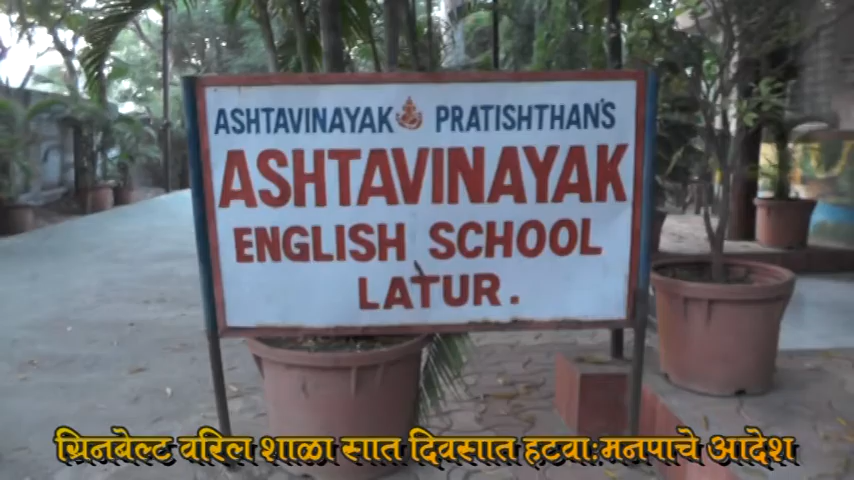 ASHTAVINAYAK PRATISHTHAN'S
ASHTAVINAYAK
ENGLISH SCHOOL
LATUR.
ग्रिनबेल्ट वरिल शाळा सात दिवसात हटवा:मनपाचे आदेश